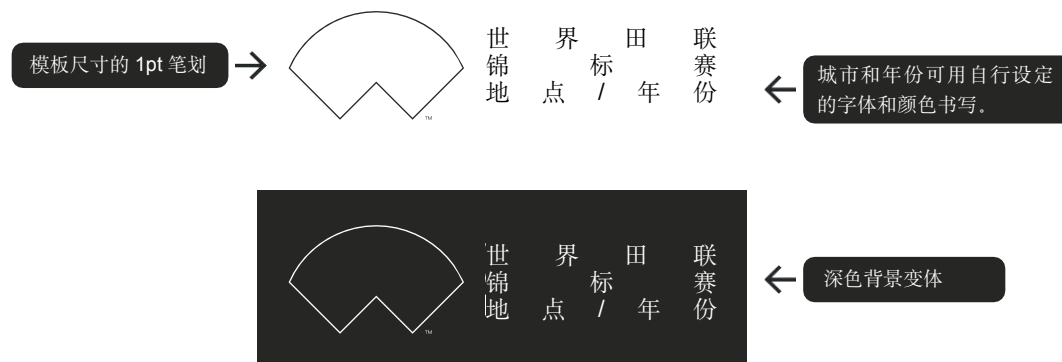 模板尺寸的 1pt 笔划
世界田联
锦标赛
地点/年份
TM
城市和年份可用自行设定
的字体和颜色书写。
世界田联
锦标赛
地点/年份
TM
深色背景变体